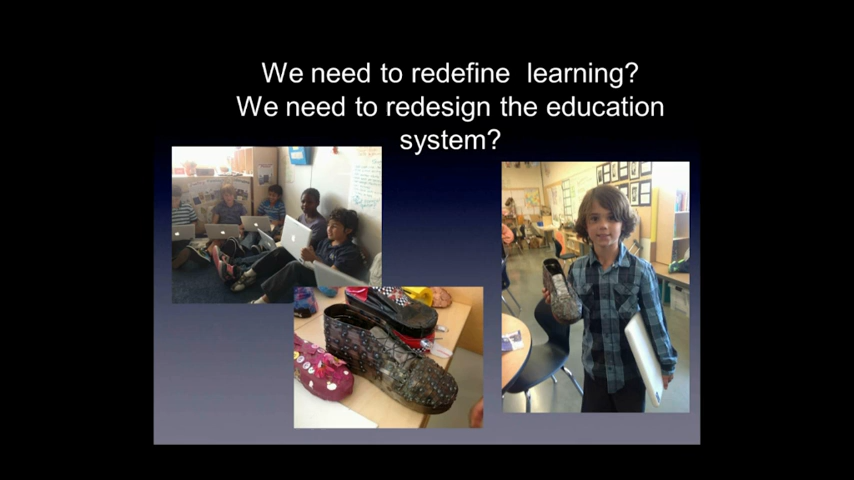 We need to redefine learning?
We need to redesign the education
system?